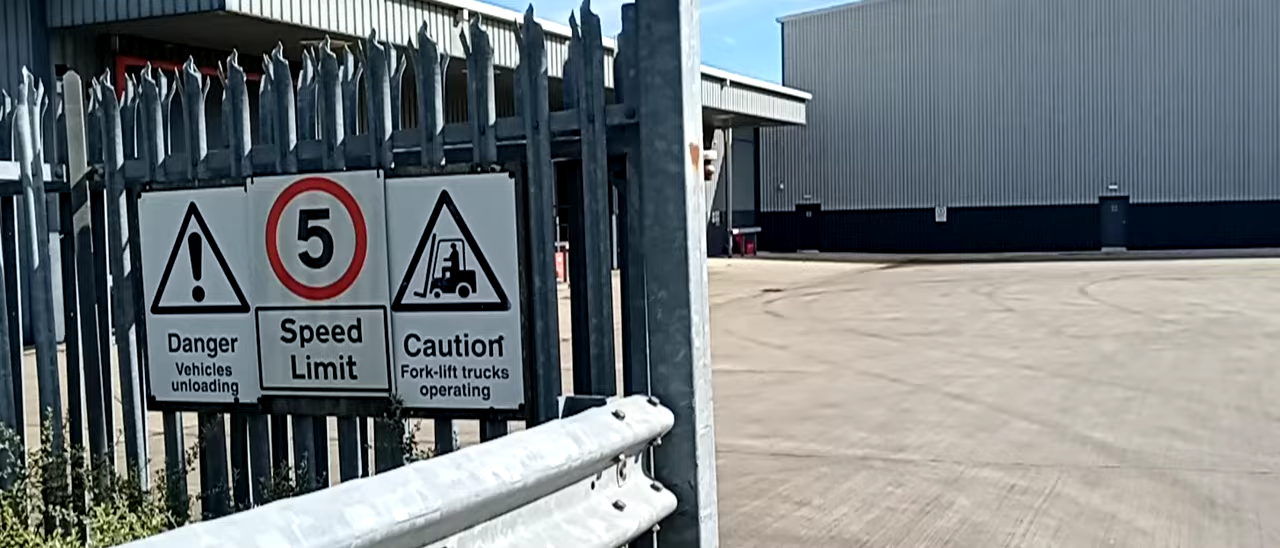 Danger
Vehicles
unloading
5
Speed
Limit
Caution
Fork-lift trucks
operating